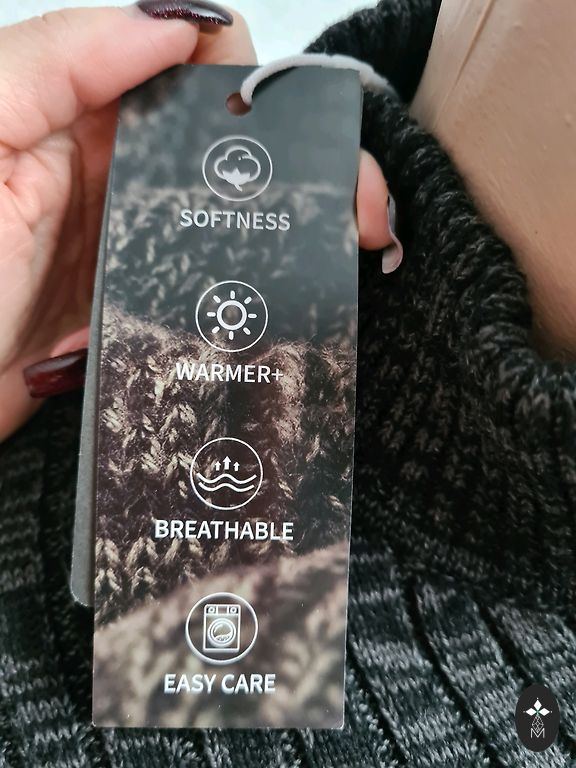 SOFTNESS
WARMER+
BREATHABLE
EASY CARE
M